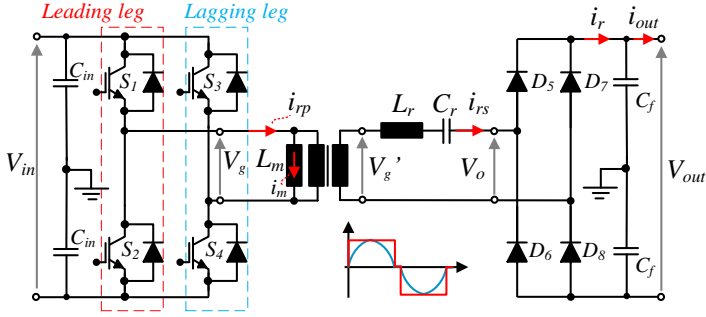 Leading leg
Lagging leg
C_in
S_1
S_3
i_rp
L_r
C_r
i_rs
D_5
D_7
i_r
i_out
C_f
V_in
V_g
L_m
i_m
V_g'
V_o
V_out
C_in
S_2
S_4
D_6
D_8
C_f